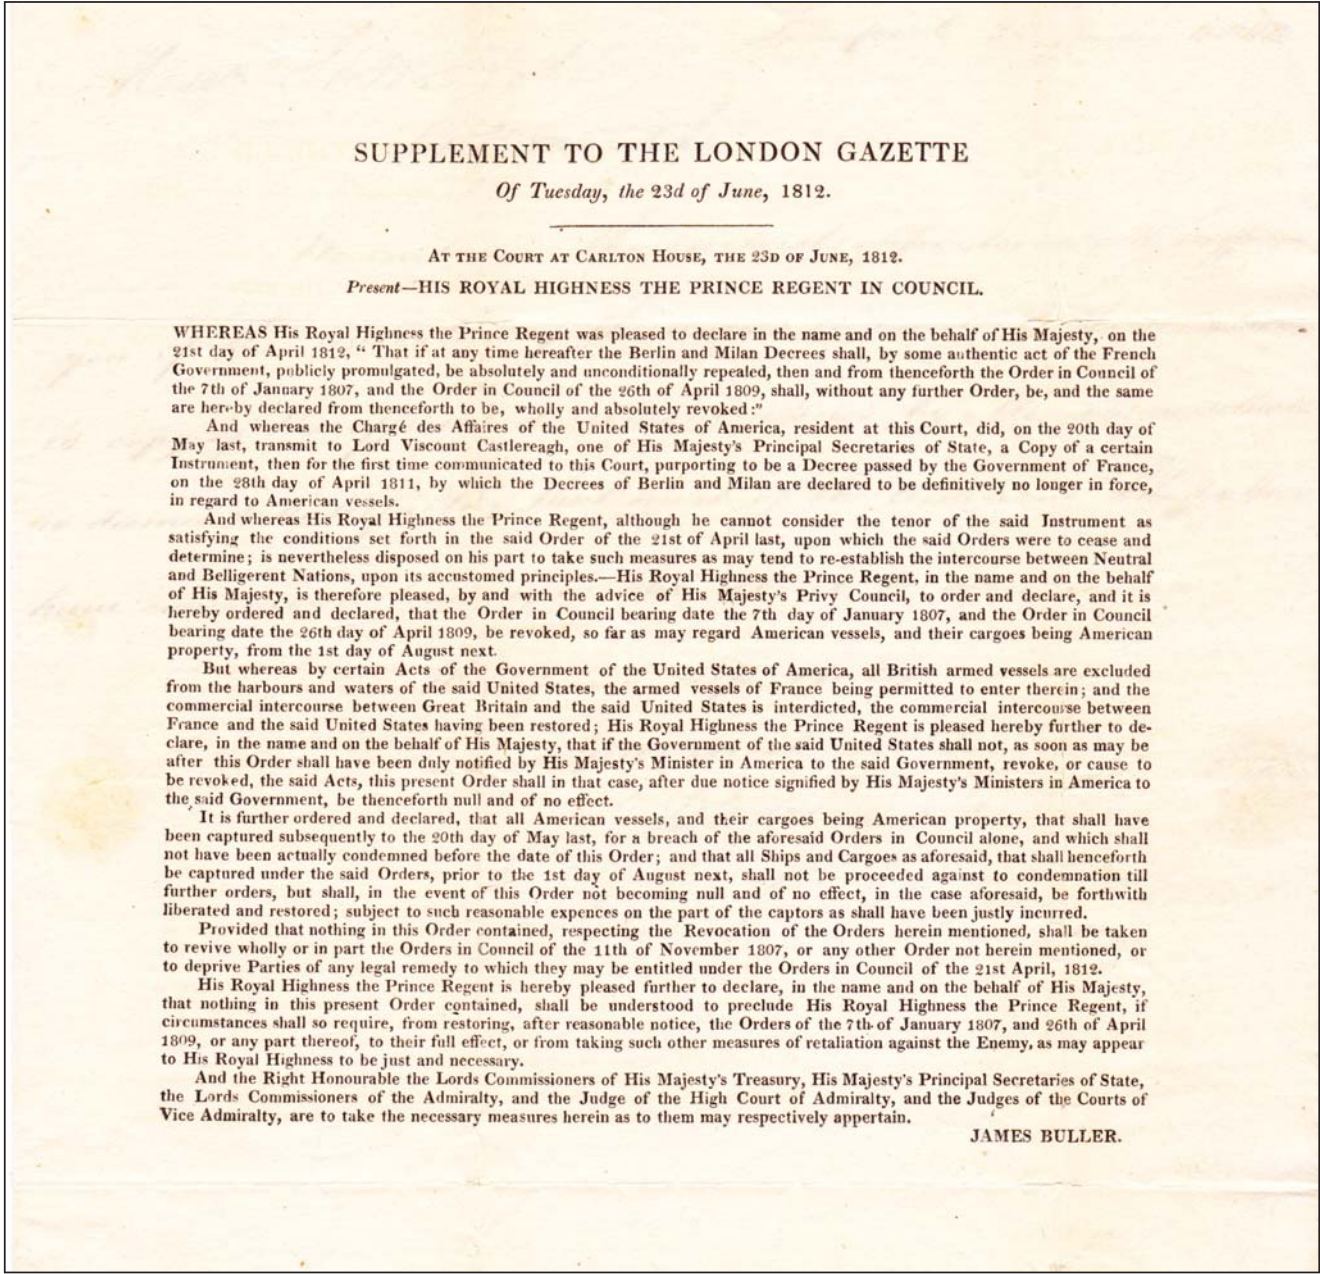 SUPPLEMENT TO THE LONDON GAZETTE
Of Tuesday, the 23d of June, 1812.
At the Court at Carlton House, the 23d of June, 1812.
Present—HIS ROYAL HIGHNESS THE PRINCE REGENT IN COUNCIL.
WHEREAS His Royal Highness the Prince Regent was pleased to declare in the name and on the behalf of His Majesty, on the
21st day of April 1812, “ That if at any time hereafter the Berlin and Milan Decrees shall, by some authentic act of the French
Government, publicly promulgated, be absolutely and unconditionally repealed, then and from thenceforth the Order in Council of
the 7th of January 1807, and the Order in Council of the 26th of April 1809, shall, without any further Order, be, and the same
are hereby declared from thenceforth to be, wholly and absolutely revoked :”
And whereas the Chargé des Affaires of the United States of America, resident at this Court, did, on the 20th day of
May last, transmit to Lord Viscount Castlereagh, one of His Majesty's Principal Secretaries of State, a Copy of a certain
Instrument, then for the first time communicated to this Court, purporting to be a Decree passed by the Government of France,
on the 28th day of April 1811, by which the Decrees of Berlin and Milan are declared to be definitively no longer in force,
in regard to American vessels.
And whereas His Royal Highness the Prince Regent, although he cannot consider the tenor of the said Instrument as
satisfying the conditions set forth in the said Order of the 21st of April last, upon which the said Orders were to cease and
determine ; is nevertheless disposed on his part to take such measures as may tend to re-establish the intercourse between Neutral
and Belligerent Nations, upon its accustomed principles.—His Royal Highness the Prince Regent, in the name and on the behalf
of His Majesty, is therefore pleased, by and with the advice of His Majesty's Privy Council, to order and declare, and it is
hereby ordered and declared, that the Order in Council bearing date the 7th day of January 1807, and the Order in Council
bearing date the 26th day of April 1809, be revoked, so far as may regard American vessels, and their cargoes being American
property, from the 1st day of August next.
But whereas by certain Acts of the Government of the United States of America, all British armed vessels are excluded
from the harbours and waters of the said United States, the armed vessels of France being permitted to enter therein ; and the
commercial intercourse between Great Britain and the said United States is interdicted, the commercial intercourse between
France and the said United States having been restored ; His Royal Highness the Prince Regent is pleased hereby further to de-
clare, in the name and on the behalf of His Majesty, that if the Government of the said United States shall not, as soon as may be
after this Order shall have been duly notified by His Majesty's Minister in America to the said Government, revoke, or cause to
be revoked, the said Acts, this present Order shall in that case, after due notice signified by His Majesty's Ministers in America to
the said Government, be thenceforth null and of no effect.
It is further ordered and declared, that all American vessels, and their cargoes being American property, that shall have
been captured subsequently to the 20th day of May last, for a breach of the aforesaid Orders in Council alone, and which shall
not have been actually condemned before the date of this Order ; and that all Ships and Cargoes as aforesaid, that shall henceforth
be captured under the said Orders, prior to the 1st day of August next, shall not be proceeded against to condemnation till
further orders, but shall, in the event of this Order not becoming null and of no effect, in the case aforesaid, be forthwith
liberated and restored ; subject to such reasonable expences on the part of the captors as shall have been justly incurred.
Provided that nothing in this Order contained, respecting the Revocation of the Orders herein mentioned, shall be taken
to revive wholly or in part the Orders in Council of the 11th of November 1807, or any other Order not herein mentioned, or
to deprive Parties of any legal remedy to which they may be entitled under the Orders in Council of the 21st April, 1812.
His Royal Highness the Prince Regent is hereby pleased further to declare, in the name and on the behalf of His Majesty,
that nothing in this present Order contained, shall be understood to preclude His Royal Highness the Prince Regent, if
circumstances shall so require, from restoring, after reasonable notice, the Orders of the 7th of January 1807, and 26th of April
1809, or any part thereof, to their full effect, or from taking such other measures of retaliation against the Enemy, as may appear
to His Royal Highness to be just and necessary.
And the Right Honourable the Lords Commissioners of His Majesty's Treasury, His Majesty's Principal Secretaries of State,
the Lords Commissioners of the Admiralty, and the Judge of the High Court of Admiralty, and the Judges of the Courts of
Vice Admiralty, are to take the necessary measures herein as to them may respectively appertain.
JAMES BULLER.